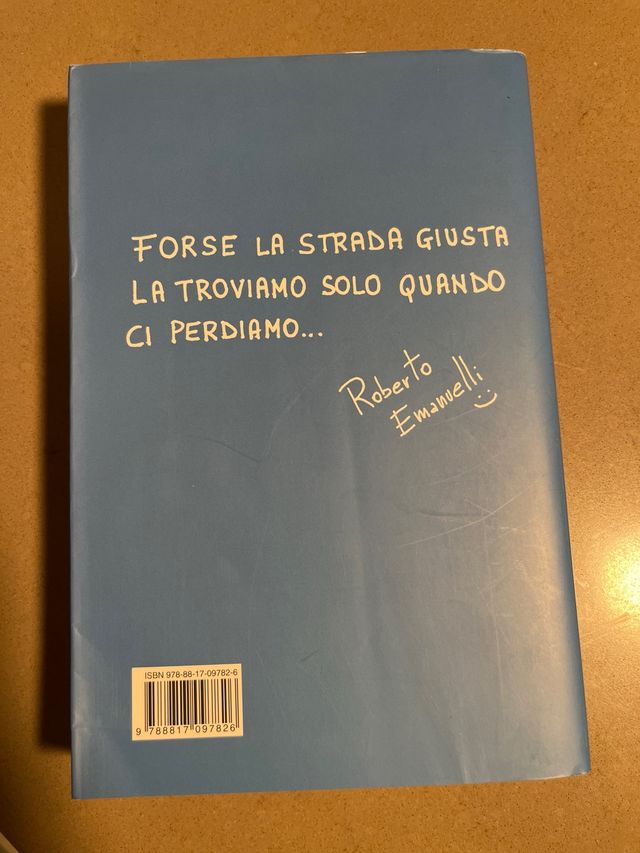 FORSE LA STRADA GIUSTA
LA TROVIAMO SOLO QUANDO
CI PERDIAMO...
Roberto
Emanuelli
ISBN 978-88-17-09782-6
9 788817 097826